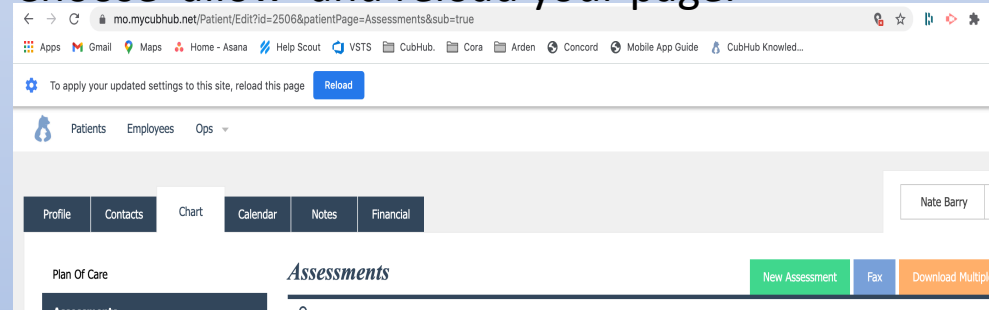 choose 'allow' and reload your page.
mo.mycubhub.net/Patient/Edit?id=2506&patientPage=Assessments&sub=true
Apps Gmail Maps Home - Asana Help Scout VSTS CubHub. Cora Arden Concord Mobile App Guide CubHub Knowled...
To apply your updated settings to this site, reload this page Reload
Patients Employees Ops
Profile Contacts Chart Calendar Notes Financial Nate Barry
Plan Of Care Assessments New Assessment Fax Download Multiple
Assessments